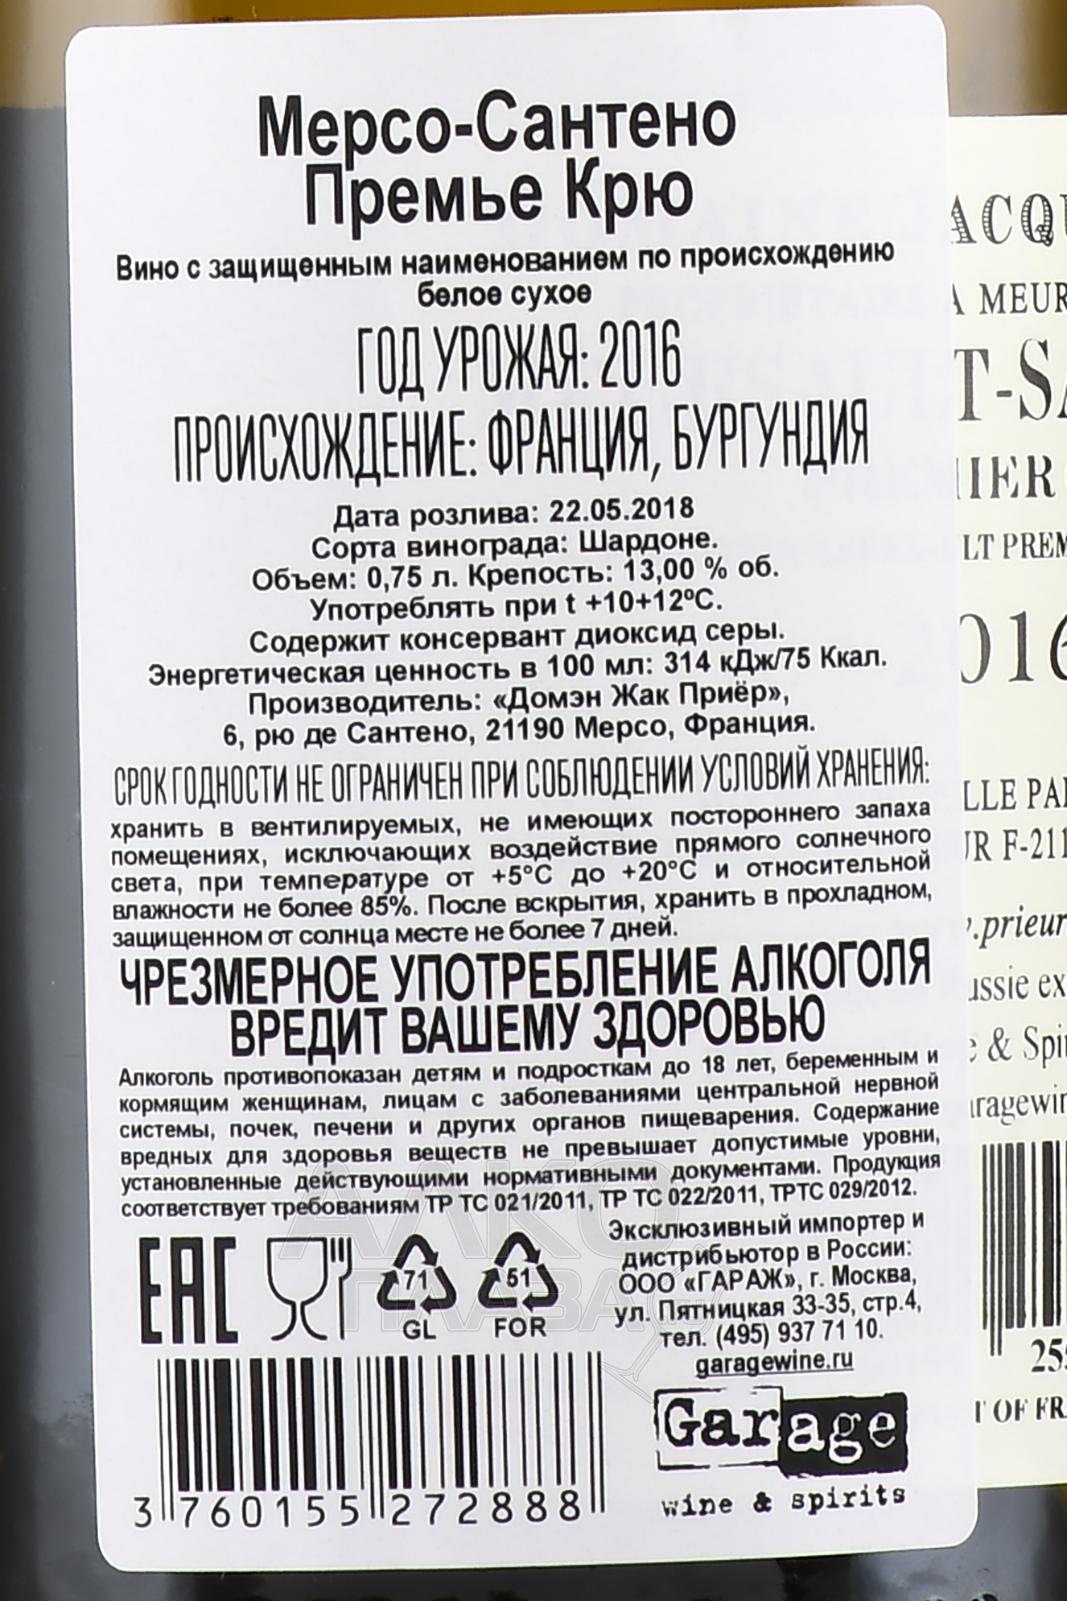 Мерсо-Сантено
Премье Крю
Вино с защищенным наименованием по происхождению
белое сухое
ГОД УРОЖАЯ: 2016
ПРОИСХОЖДЕНИЕ: ФРАНЦИЯ, БУРГУНДИЯ
Дата розлива: 22.05.2018
Сорта винограда: Шардоне.
Объем: 0,75 л. Крепость: 13,00 % об.
Употреблять при t +10+12ºС.
Содержит консервант диоксид серы.
Энергетическая ценность в 100 мл: 314 кДж/75 Ккал.
Производитель: «Домэн Жак Приёр»,
6, рю де Сантено, 21190 Мерсо, Франция.
СРОК ГОДНОСТИ НЕ ОГРАНИЧЕН ПРИ СОБЛЮДЕНИИ УСЛОВИЙ ХРАНЕНИЯ:
хранить в вентилируемых, не имеющих постороннего запаха
помещениях, исключающих воздействие прямого солнечного
света, при температуре от +5°С до +20°С и относительной
влажности не более 85%. После вскрытия, хранить в прохладном,
защищенном от солнца месте не более 7 дней.
ЧРЕЗМЕРНОЕ УПОТРЕБЛЕНИЕ АЛКОГОЛЯ
ВРЕДИТ ВАШЕМУ ЗДОРОВЬЮ
Алкоголь противопоказан детям и подросткам до 18 лет, беременным и
кормящим женщинам, лицам с заболеваниями центральной нервной
системы, почек, печени и других органов пищеварения. Содержание
вредных для здоровья веществ не превышает допустимые уровни,
установленные действующими нормативными документами. Продукция
соответствует требованиям ТР ТС 021/2011, ТР ТС 022/2011, ТРТС 029/2012.
EAC
71
GL
51
FOR
Эксклюзивный импортер и
дистрибьютор в России:
ООО «ГАРАЖ», г. Москва,
ул. Пятницкая 33-35, стр.4,
тел. (495) 937 71 10.
garagewine.ru
Garage
wine & spirits
3 760155 272888
ACQU
A MEUR
T-SA
IER
LT PREM
016
LLE PAR
UR F-211
.prieur
ussie ex
e & Spi
aragewin
255
T OF FRA
АЛКО
ПРАВА